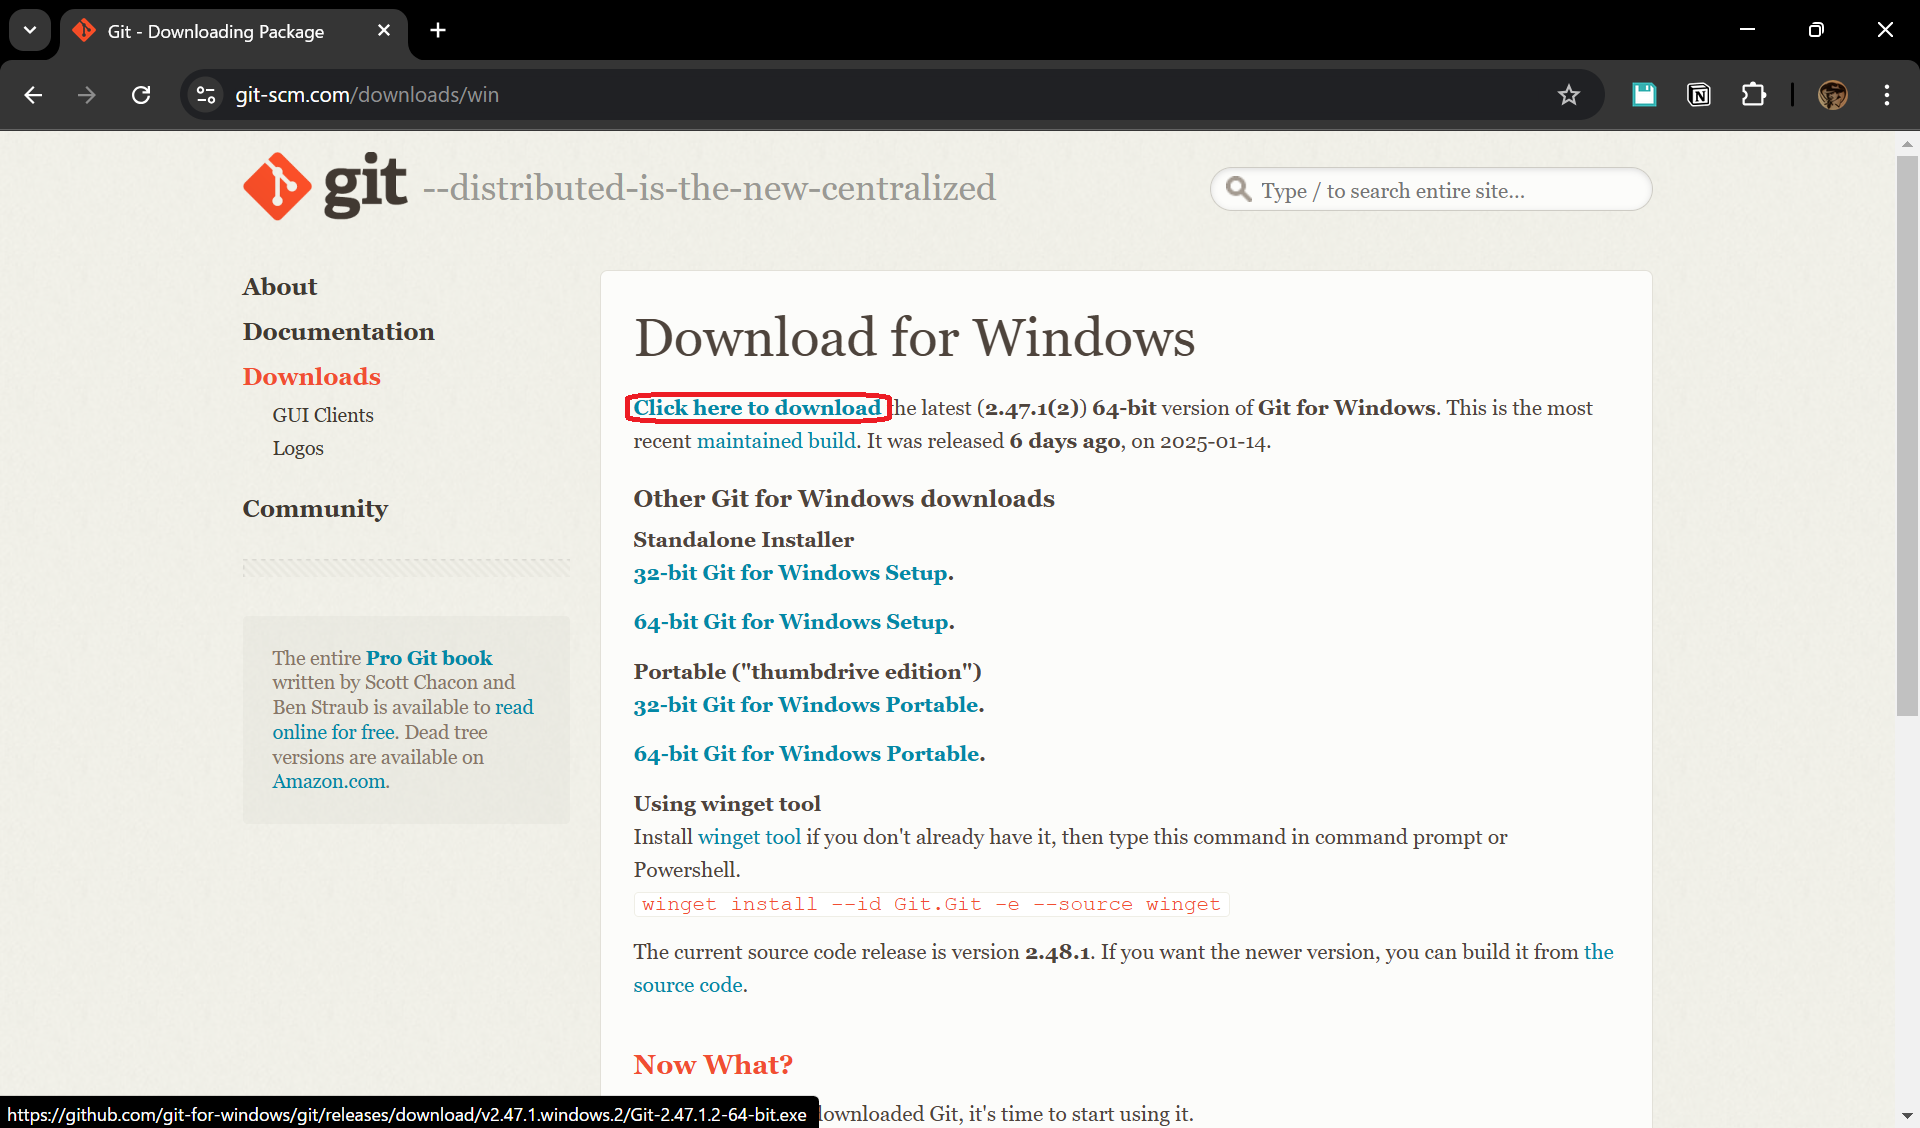 Git - Downloading Package
git-scm.com/downloads/win
git --distributed-is-the-new-centralized
Type / to search entire site...
About
Documentation
Downloads
GUI Clients
Logos
Community
The entire Pro Git book
written by Scott Chacon and
Ben Straub is available to read
online for free. Dead tree
versions are available on
Amazon.com.
Download for Windows
Click here to download the latest (2.47.1(2)) 64-bit version of Git for Windows. This is the most
recent maintained build. It was released 6 days ago, on 2025-01-14.
Other Git for Windows downloads
Standalone Installer
32-bit Git for Windows Setup.
64-bit Git for Windows Setup.
Portable ("thumbdrive edition")
32-bit Git for Windows Portable.
64-bit Git for Windows Portable.
Using winget tool
Install winget tool if you don't already have it, then type this command in command prompt or
Powershell.
winget install --id Git.Git -e --source winget
The current source code release is version 2.48.1. If you want the newer version, you can build it from the
source code.
Now What?
downloaded Git, it's time to start using it.
https://github.com/git-for-windows/git/releases/download/v2.47.1.windows.2/Git-2.47.1.2-64-bit.exe